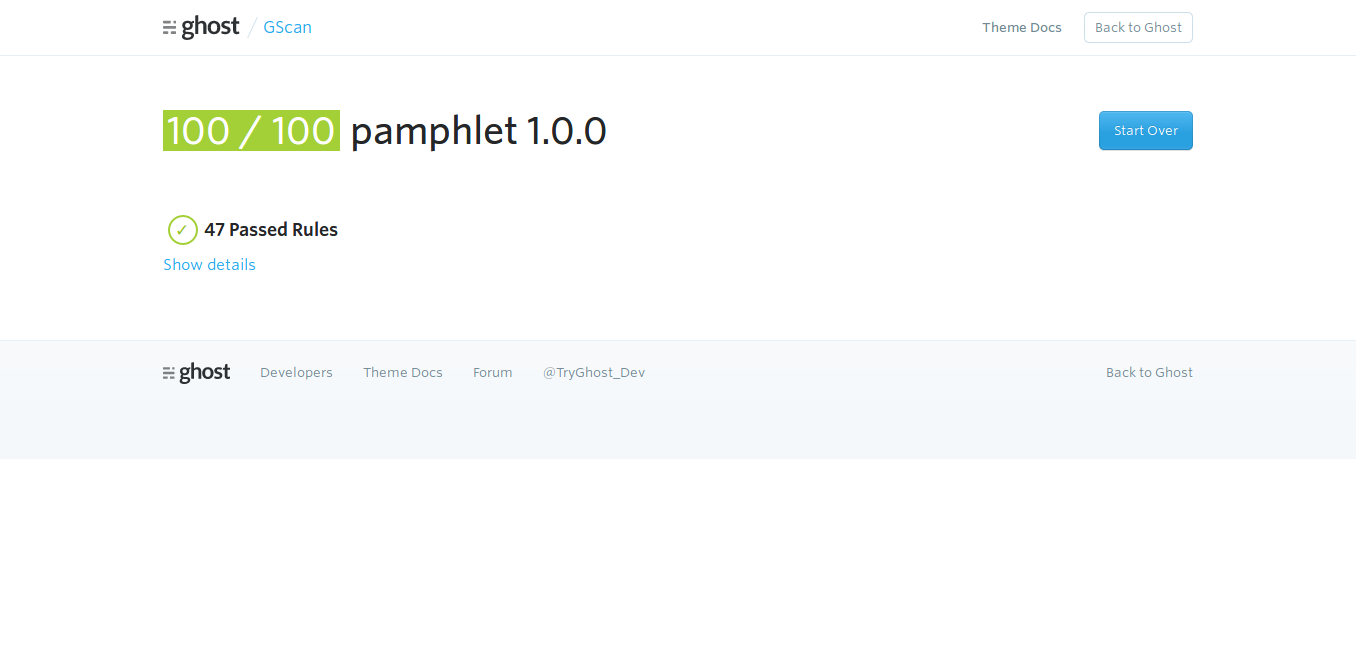 ghost / GScan Theme Docs Back to Ghost
100 / 100 pamphlet 1.0.0 Start Over
✓ 47 Passed Rules
Show details
ghost Developers Theme Docs Forum @TryGhost_Dev Back to Ghost